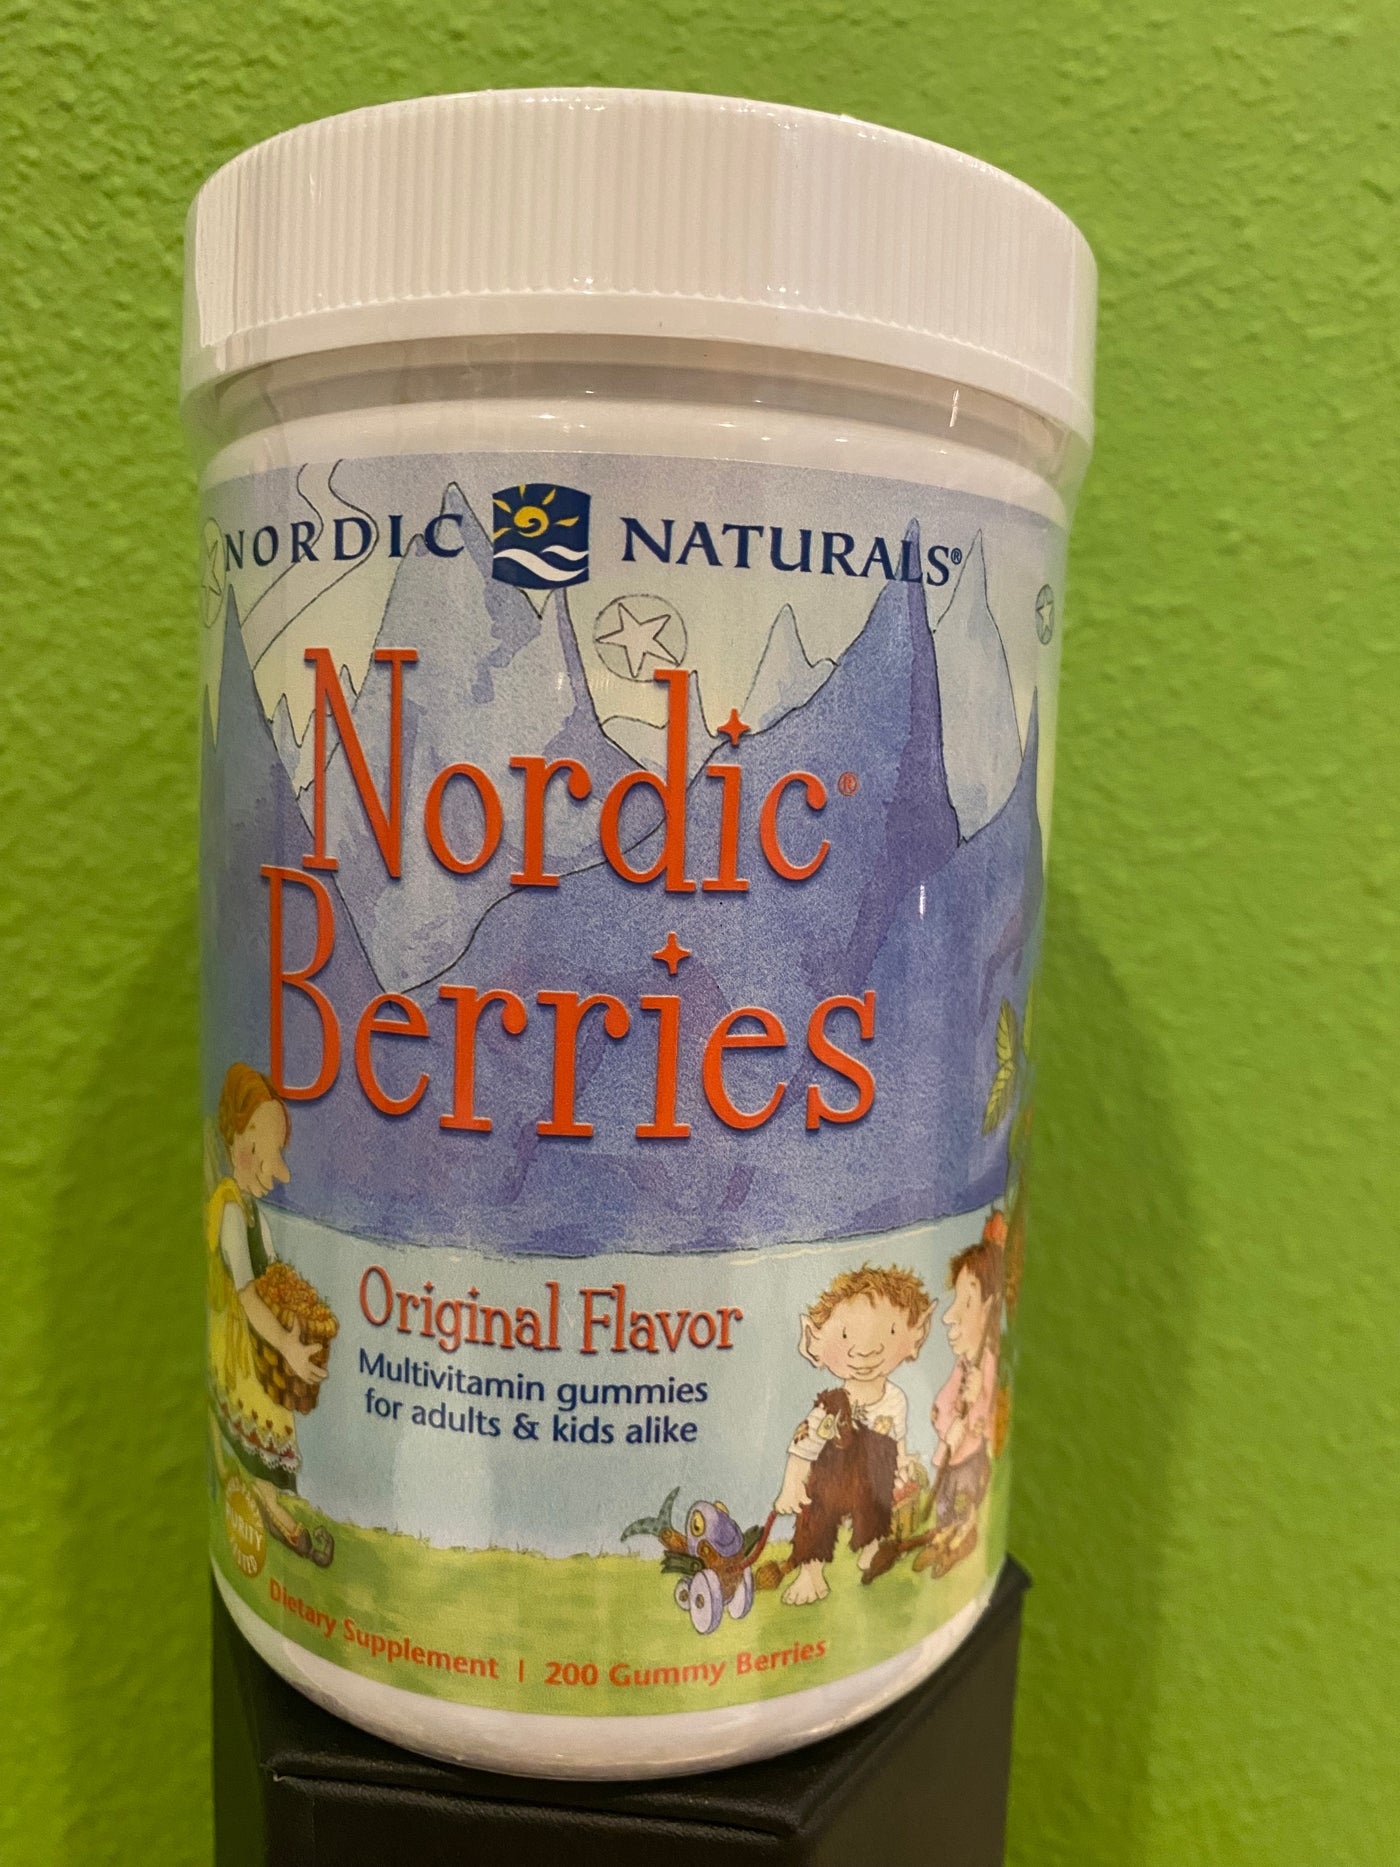 NORDIC NATURALS®
Nordic®
Berries
Original Flavor
Multivitamin gummies
for adults & kids alike
Dietary Supplement | 200 Gummy Berries